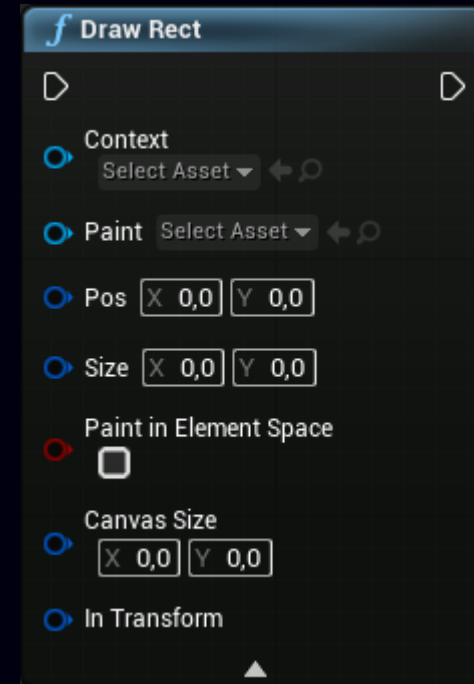 f Draw Rect
Context
Select Asset
Paint Select Asset
Pos X 0,0 Y 0,0
Size X 0,0 Y 0,0
Paint in Element Space
Canvas Size
X 0,0 Y 0,0
In Transform